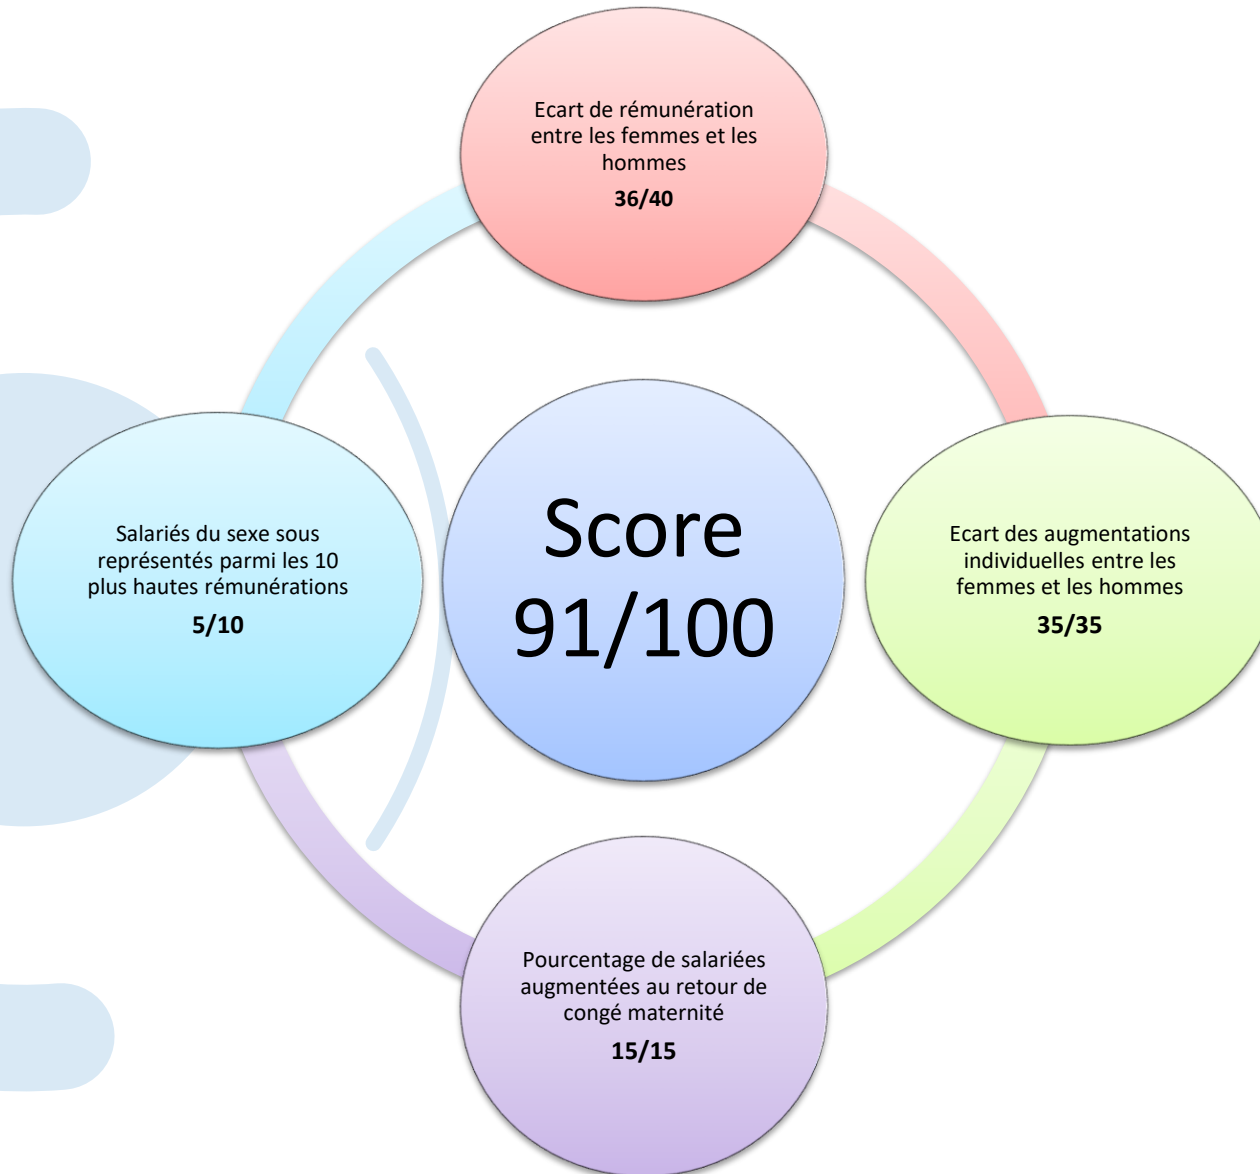 Ecart de rémunération
entre les femmes et les
hommes
36/40
Salariés du sexe sous
représentés parmi les 10
plus hautes rémunérations
5/10
Score
91/100
Ecart des augmentations
individuelles entre les
femmes et les hommes
35/35
Pourcentage de salariées
augmentées au retour de
congé maternité
15/15